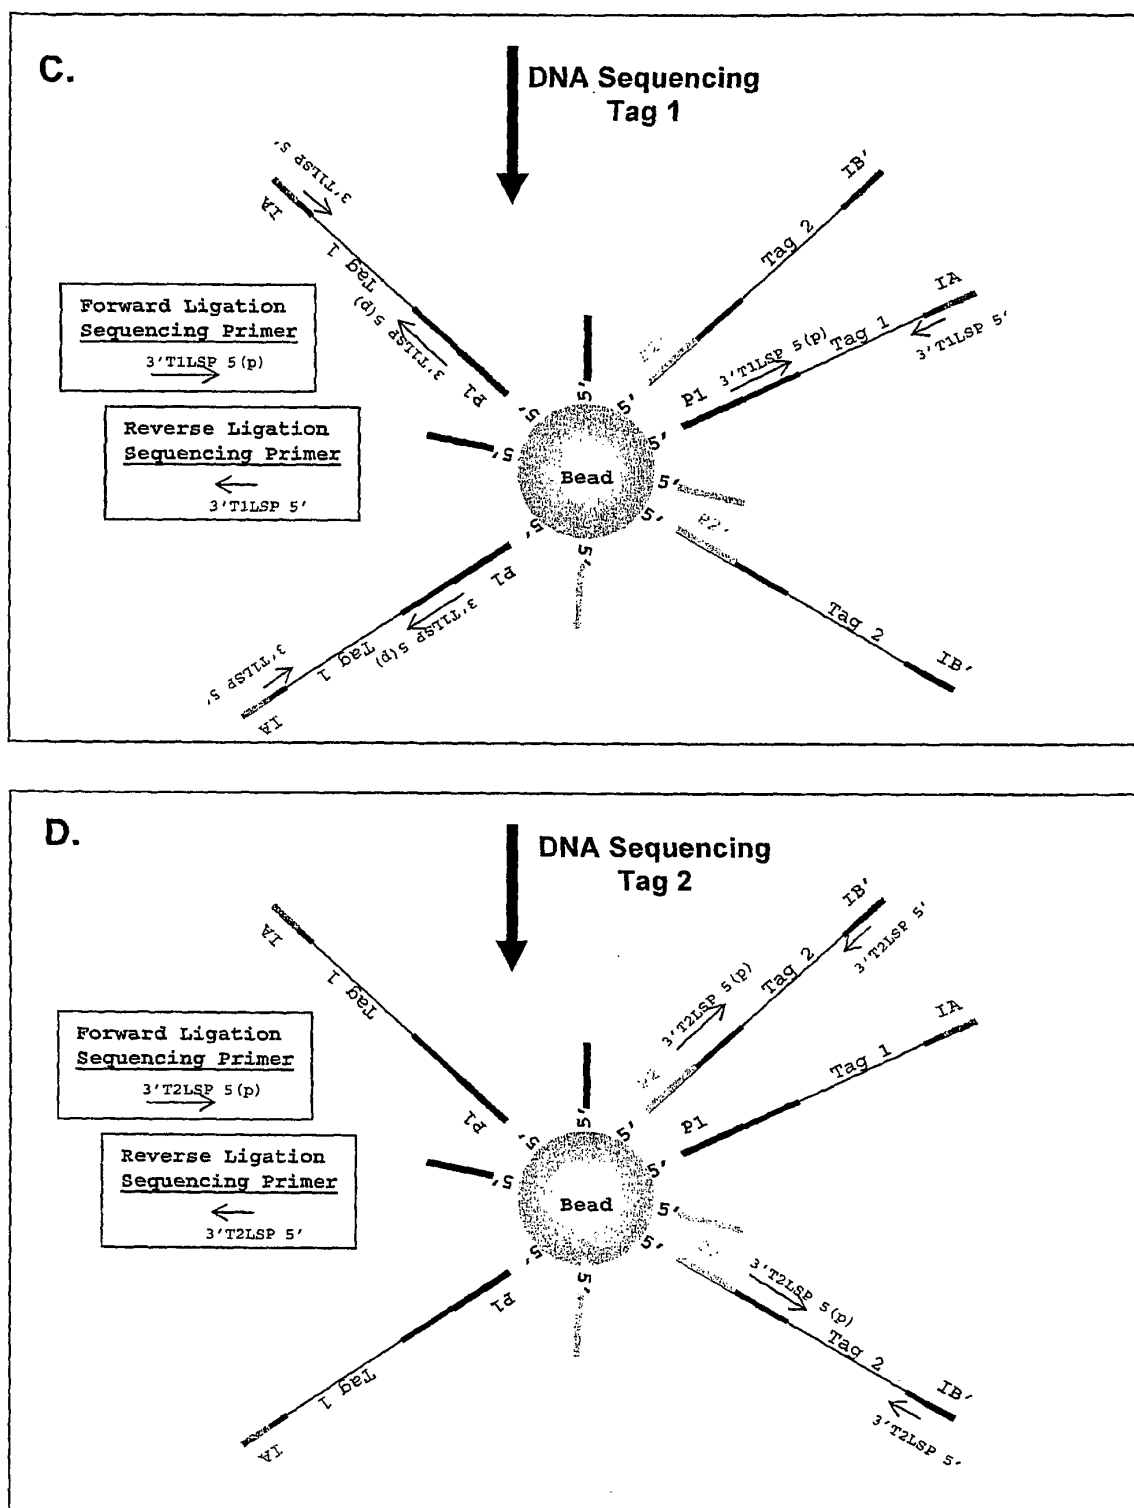 C.
DNA Sequencing
Tag 1
3'T1LSP 5'
IA
Tag 1
3'T1LSP 5(p)
P1
IB'
Tag 2
P2'
IA
Tag 1
3'T1LSP 5'
3'T1LSP 5(p)
P1
Forward Ligation
Sequencing Primer
3'T1LSP 5(p)
Reverse Ligation
Sequencing Primer
3'T1LSP 5'
5'
5'
5'
5'
5'
5'
5'
5'
5'
Bead
P2'
Tag 2
IB'
P1
3'T1LSP 5(p)
Tag 1
3'T1LSP 5'
IA
D.
DNA Sequencing
Tag 2
IA
Tag 1
P1
IB'
3'T2LSP 5'
Tag 2
3'T2LSP 5(p)
P2
IA
Tag 1
P1
Forward Ligation
Sequencing Primer
3'T2LSP 5(p)
Reverse Ligation
Sequencing Primer
3'T2LSP 5'
5'
5'
5'
5'
5'
5'
5'
5'
5'
Bead
3'T2LSP 5(p)
Tag 2
IB'
3'T2LSP 5'
P1
Tag 1
IA